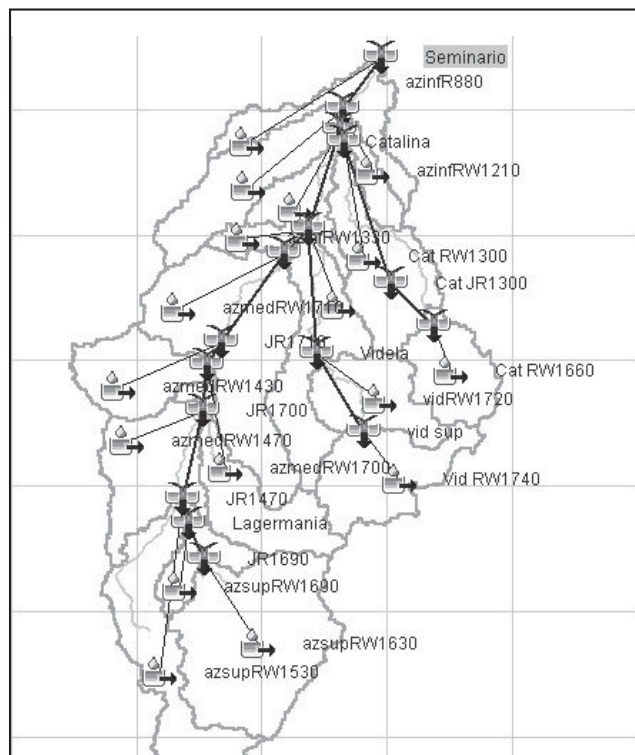 Seminario
azinfR880
Catalina
azinfRW1210
Cat RW1300
Cat JR1300
azmedRW1710
Videla
Cat RW1660
azmedRW1430
vidRW1720
JR1700
vid sup
azmedRW1470
azmedRW1700
Vid RW1740
JR1470
Lagermania
JR1690
azsupRW1690
azsupRW1630
azsupRW1530